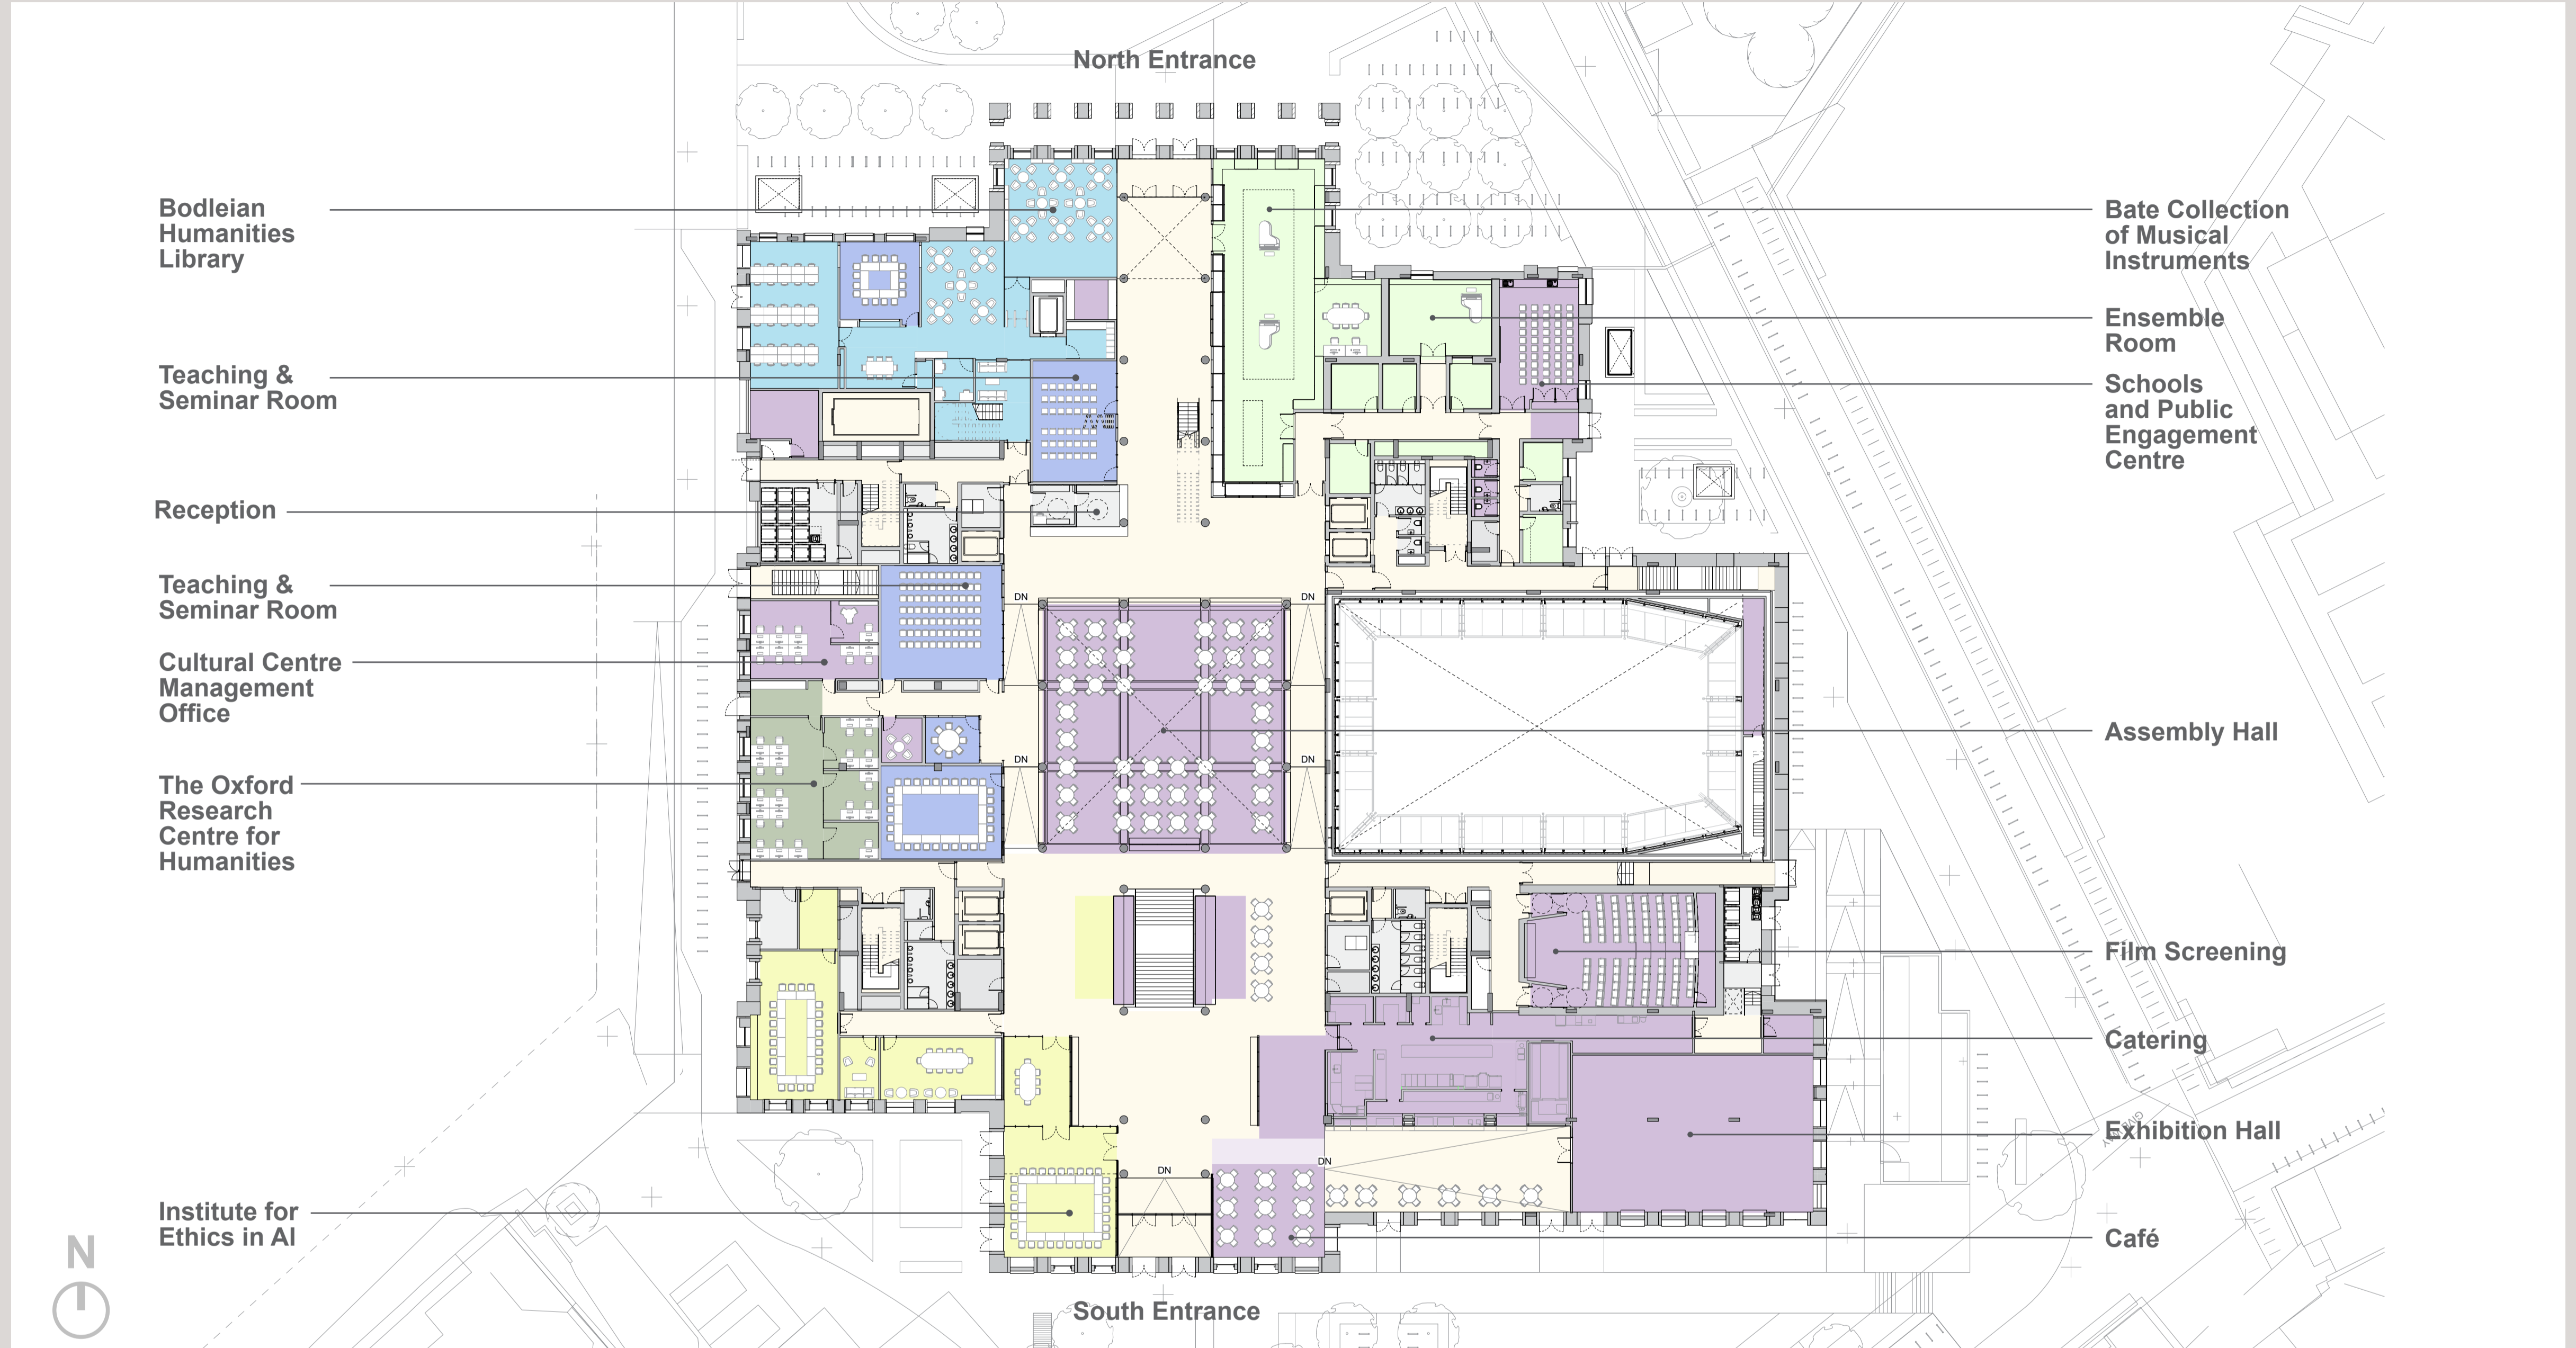 North Entrance
Bodleian
Humanities
Library
Teaching &
Seminar Room
Reception
Teaching &
Seminar Room
Cultural Centre
Management
Office
The Oxford
Research
Centre for
Humanities
Institute for
Ethics in AI
N
Bate Collection
of Musical
Instruments
Ensemble
Room
Schools
and Public
Engagement
Centre
Assembly Hall
Film Screening
Catering
Exhibition Hall
Café
DN
DN
DN
DN
DN
DN
South Entrance